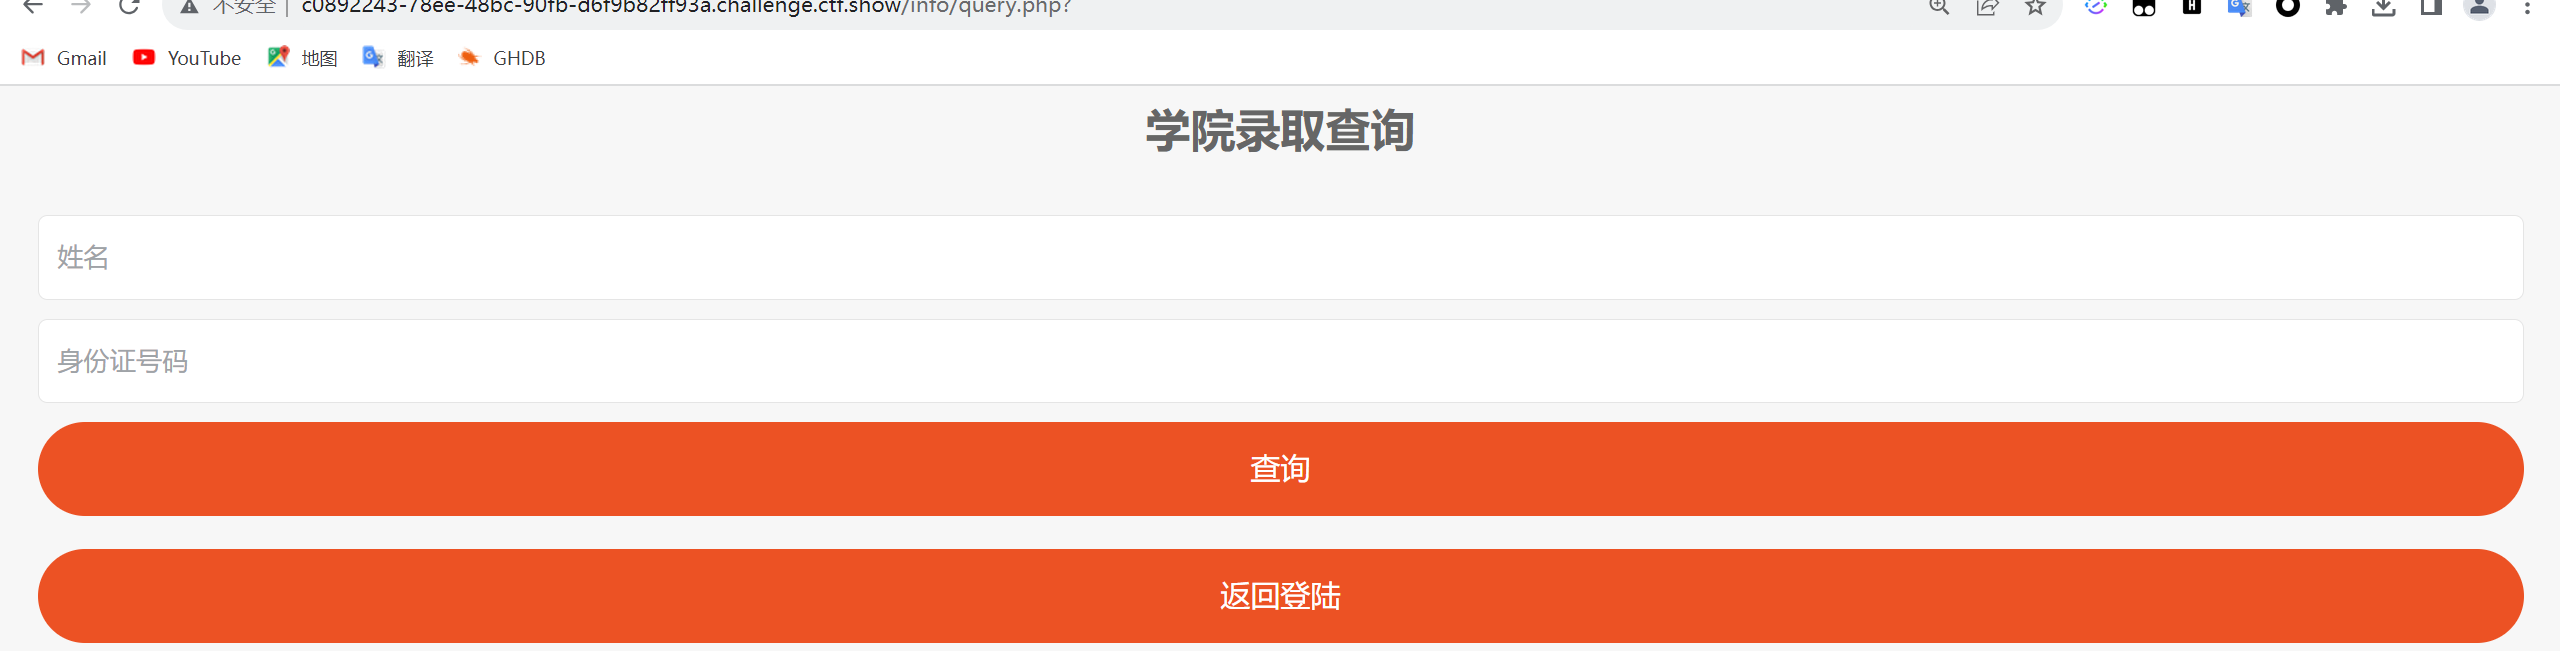 不安全 | c0892243-78ee-48bc-90fb-d6f9b82ff93a.challenge.ctf.show/info/query.php?
Gmail YouTube 地图 翻译 GHDB
学院录取查询
姓名
身份证号码
查询
返回登陆